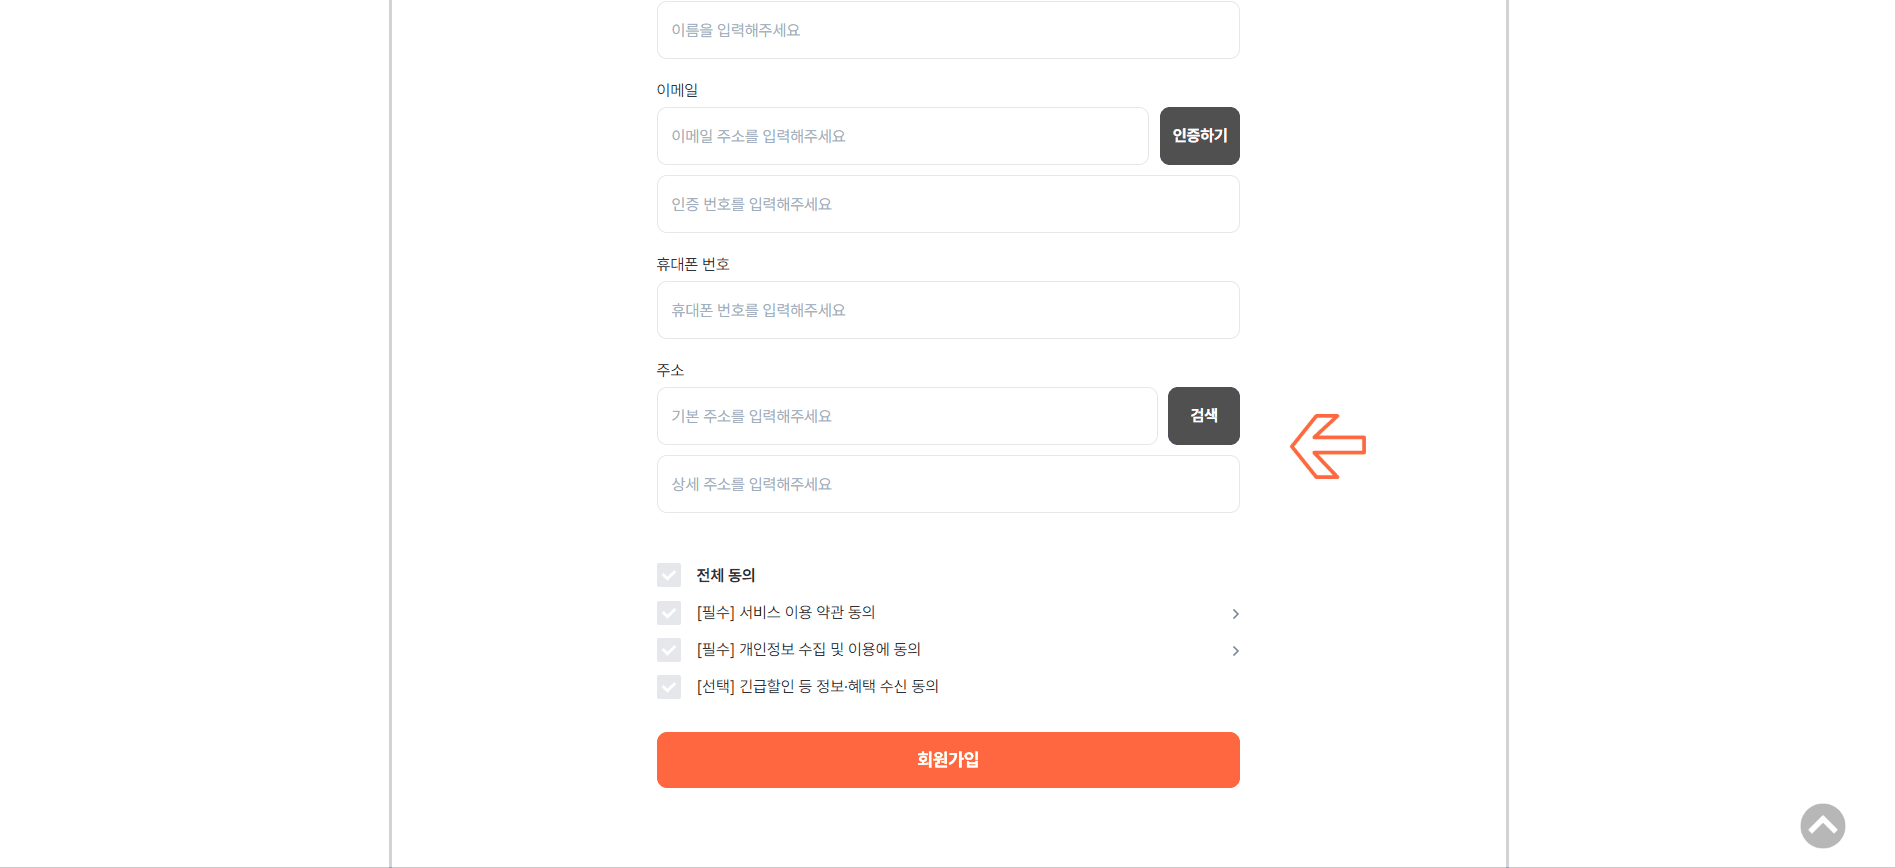 이름을 입력해주세요
이메일
이메일 주소를 입력해주세요
인증하기
인증 번호를 입력해주세요
휴대폰 번호
휴대폰 번호를 입력해주세요
주소
기본 주소를 입력해주세요
검색
상세 주소를 입력해주세요
전체 동의
[필수] 서비스 이용 약관 동의
[필수] 개인정보 수집 및 이용에 동의
[선택] 긴급할인 등 정보·혜택 수신 동의
회원가입